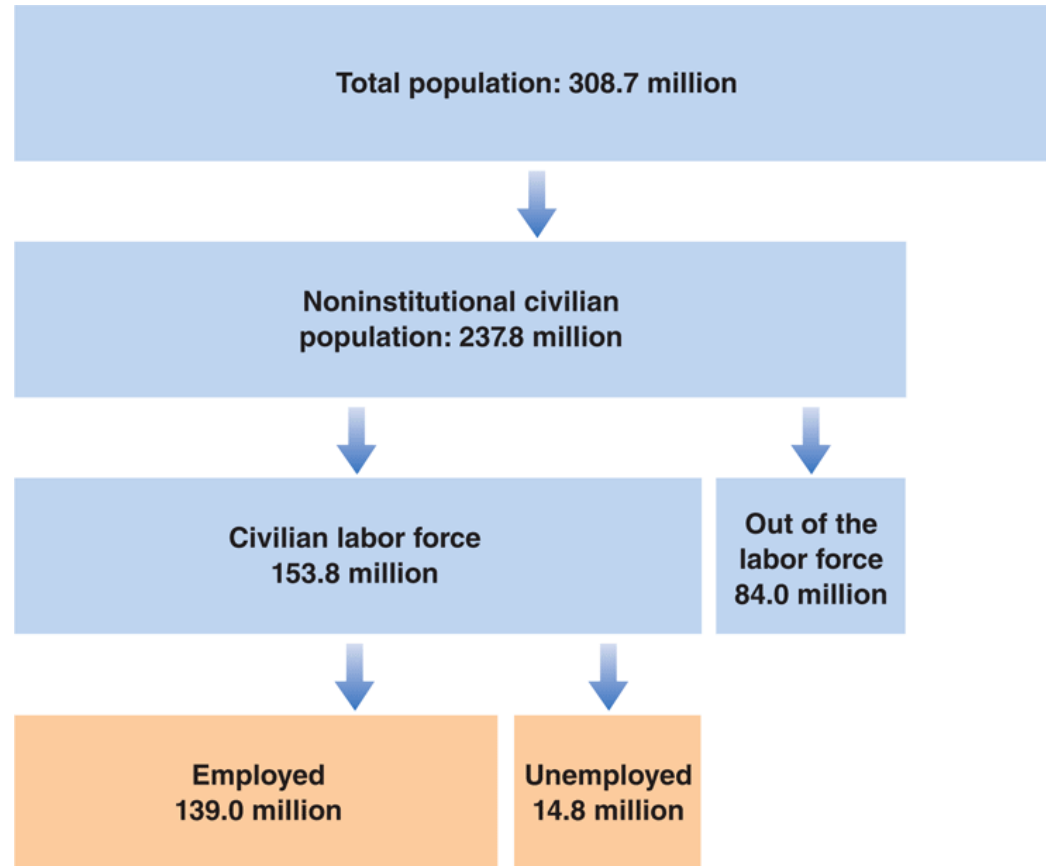 Total population: 308.7 million
Noninstitutional civilian
population: 237.8 million
Civilian labor force
153.8 million
Out of the
labor force
84.0 million
Employed
139.0 million
Unemployed
14.8 million